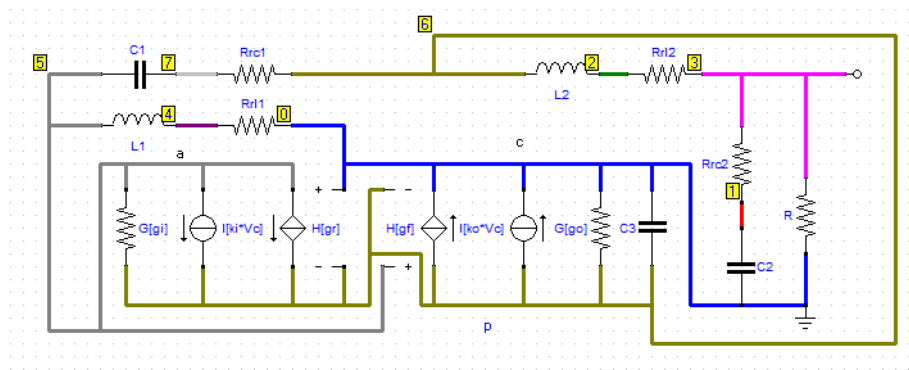 6
C1
Rrc1
5
7
2
Rrl2
3
L2
4
Rrl1
0
L1
a
c
Rrc2
1
+
-
G[gi]
I[ki*Vc]
H[gr]
H[gf]
I[ko*Vc]
G[go]
C3
R
-
+
C2
p